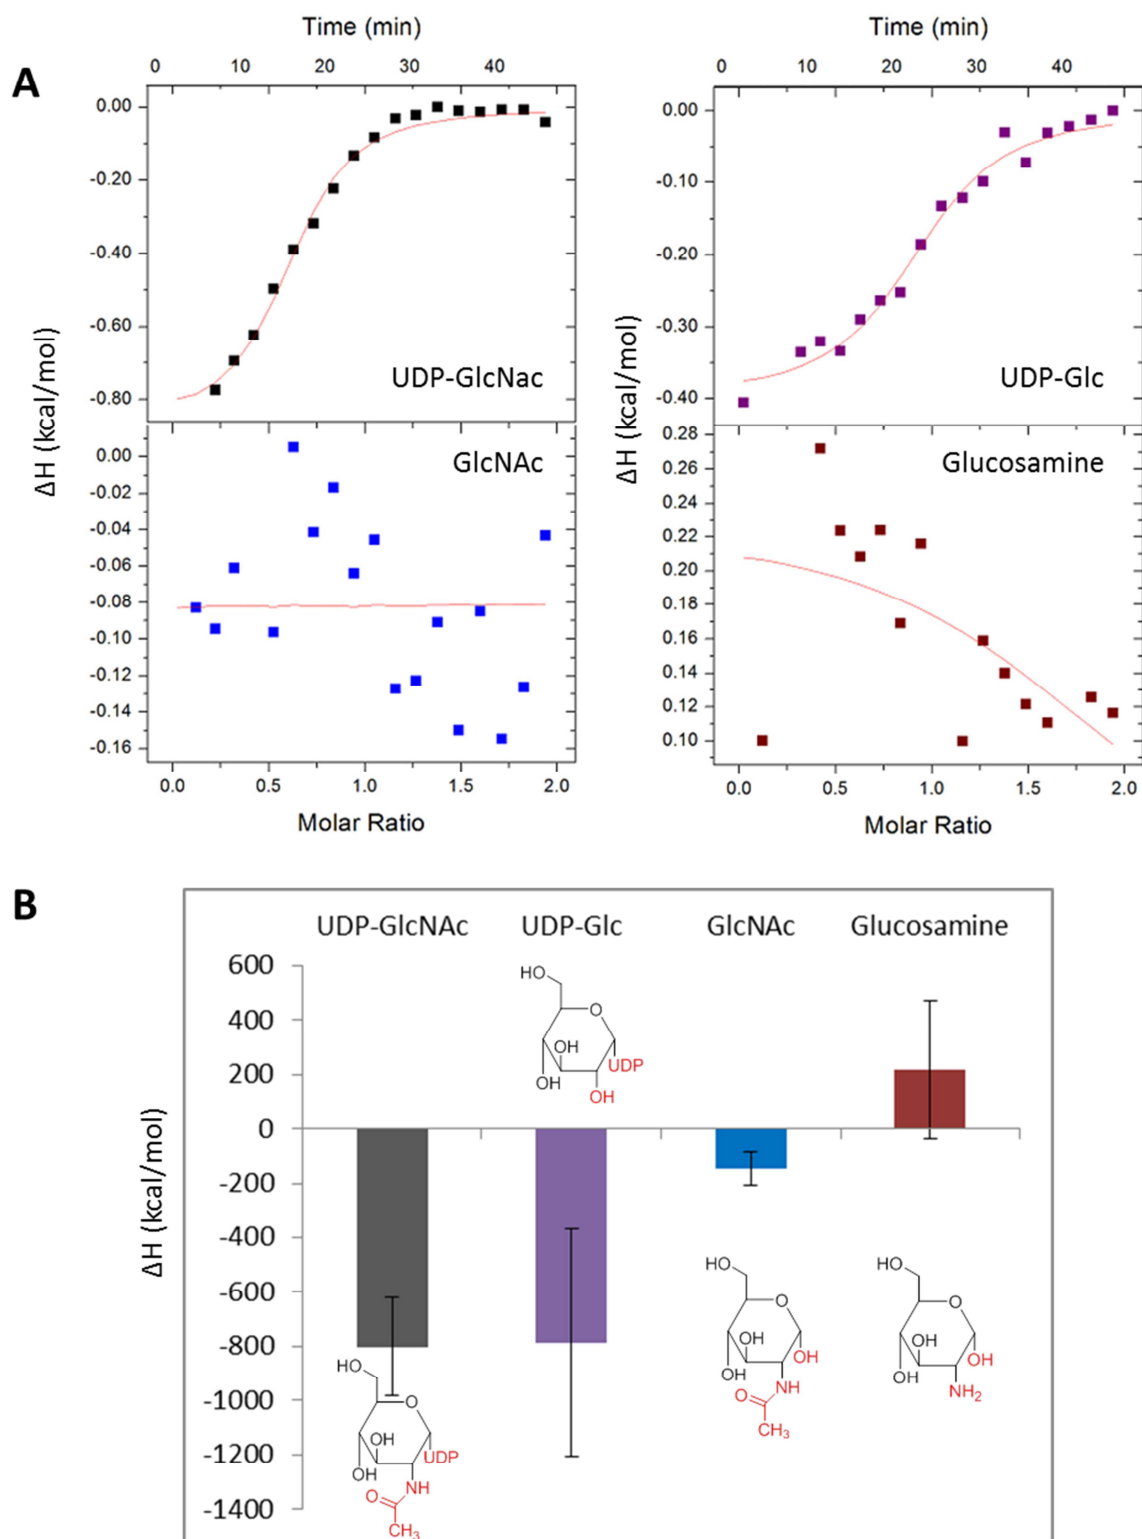 A
Time (min)
0 10 20 30 40
0.00
-0.20
-0.40
-0.60
-0.80
ΔH (kcal/mol)
UDP-GlcNac
0.00
-0.02
-0.04
-0.06
-0.08
-0.10
-0.12
-0.14
-0.16
GlcNAc
0.0 0.5 1.0 1.5 2.0
Molar Ratio
Time (min)
0 10 20 30 40
0.00
-0.10
-0.20
-0.30
-0.40
ΔH (kcal/mol)
UDP-Glc
0.28
0.26
0.24
0.22
0.20
0.18
0.16
0.14
0.12
0.10
Glucosamine
0.0 0.5 1.0 1.5 2.0
Molar Ratio
B
UDP-GlcNAc UDP-Glc GlcNAc Glucosamine
ΔH (kcal/mol)
600
400
200
0
-200
-400
-600
-800
-1000
-1200
-1400
HO
O
OH
OH
UDP
NH
O
CH3
HO
O
OH
OH
UDP
OH
HO
O
OH
OH
OH
NH
O
CH3
HO
O
OH
OH
OH
NH2